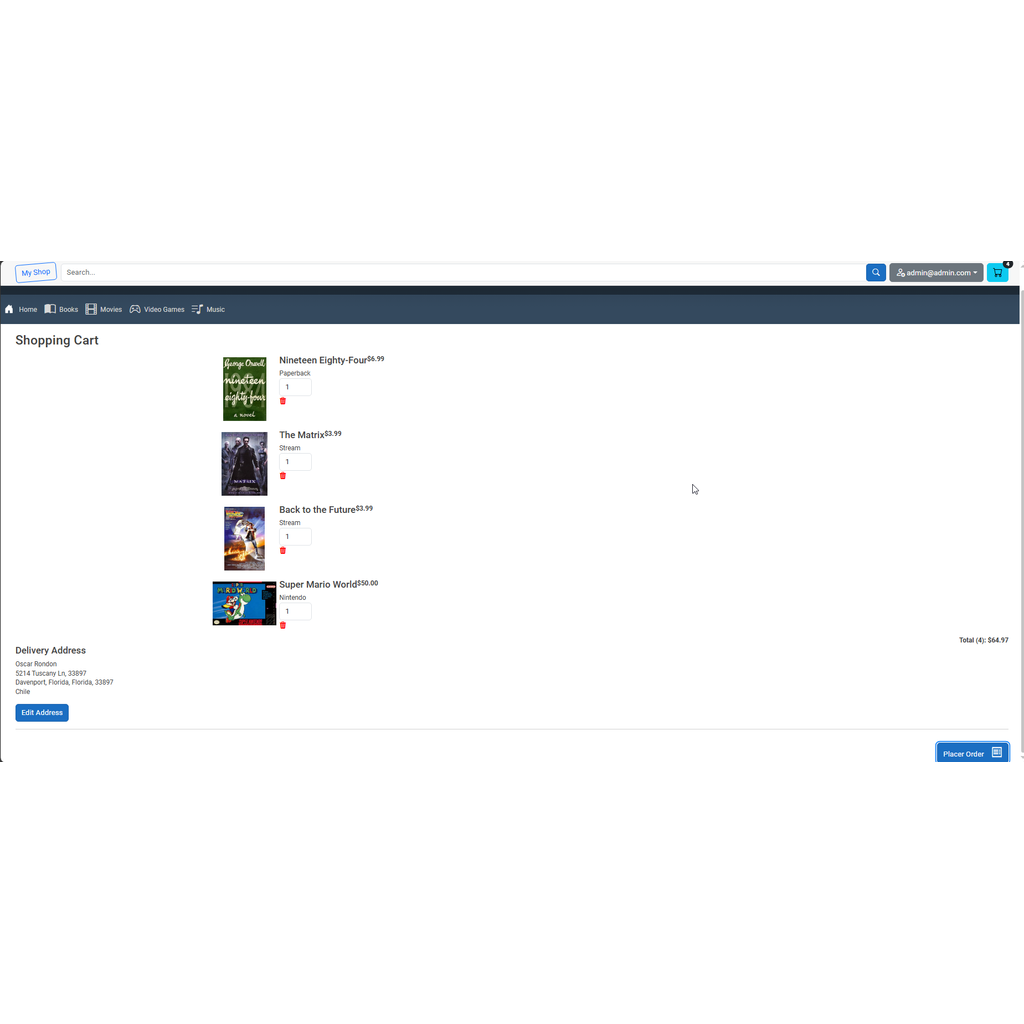 My Shop
Search...
admin@admin.com
4
Home
Books
Movies
Video Games
Music
Shopping Cart
George Orwell
1984
nineteen
eighty-four
a novel
Nineteen Eighty-Four$6.99
Paperback
1
MATRIX
The Matrix$3.99
Stream
1
Back to the Future$3.99
Stream
1
Super Mario World$50.00
Nintendo
1
Total (4): $64.97
Delivery Address
Oscar Rondon
5214 Tuscany Ln, 33897
Davenport, Florida, Florida, 33897
Chile
Edit Address
Placer Order